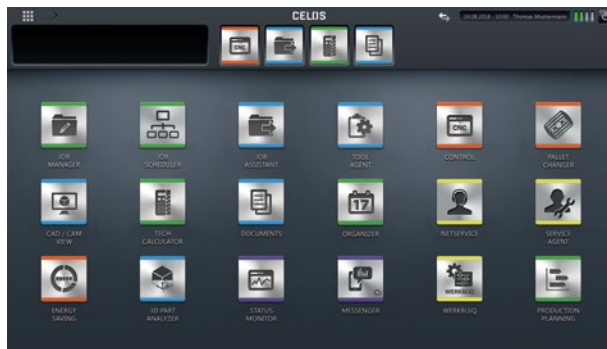 CELOS
24.08.2018 - 10:00 Thomas Mustermann
CNC
JOB
MANAGER
JOB
SCHEDULER
JOB
ASSISTANT
TOOL
AGENT
CNC
CONTROL
PALLET
CHANGER
CAD / CAM
VIEW
TECH
CALCULATOR
DOCUMENTS
17
ORGANIZER
NETSERVICE
SERVICE
AGENT
ENERGY
SAVING
3D PART
ANALYZER
STATUS
MONITOR
MESSENGER
WERKBLiQ
WERKBLiQ
PRODUCTION
PLANNING